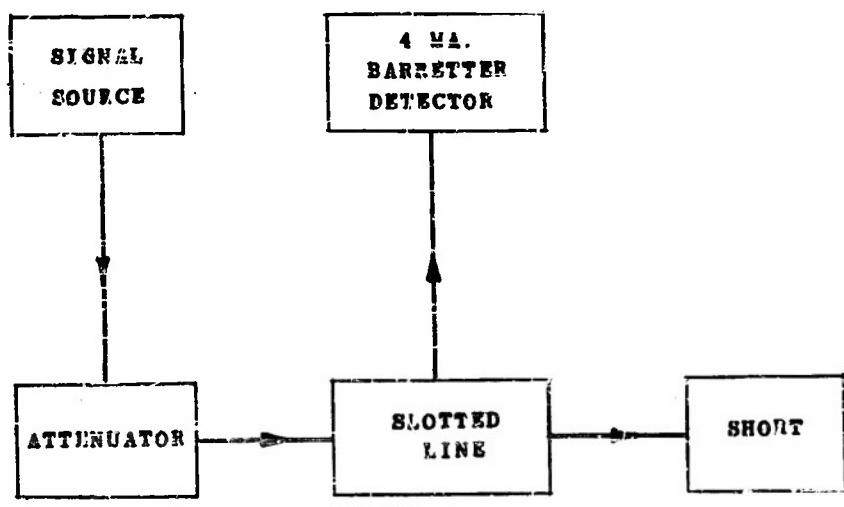 SIGNAL
SOURCE
4 MA.
BARRETTER
DETECTOR
ATTENUATOR
SLOTTED
LINE
SHORT